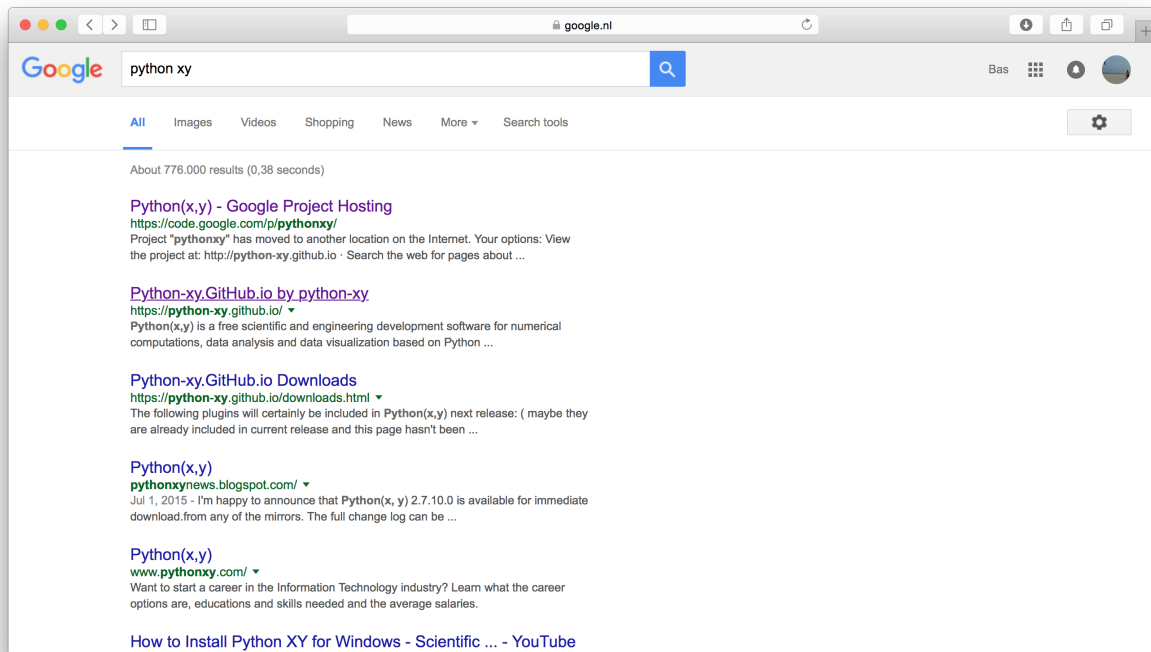 google.nl
Google
python xy
Bas
All Images Videos Shopping News More Search tools
About 776.000 results (0,38 seconds)
Python(x,y) - Google Project Hosting
https://code.google.com/p/pythonxy/
Project "pythonxy" has moved to another location on the Internet. Your options: View
the project at: http://python-xy.github.io · Search the web for pages about ...
Python-xy.GitHub.io by python-xy
https://python-xy.github.io/
Python(x,y) is a free scientific and engineering development software for numerical
computations, data analysis and data visualization based on Python ...
Python-xy.GitHub.io Downloads
https://python-xy.github.io/downloads.html
The following plugins will certainly be included in Python(x,y) next release: ( maybe they
are already included in current release and this page hasn't been ...
Python(x,y)
pythonxynews.blogspot.com/
Jul 1, 2015 - I'm happy to announce that Python(x, y) 2.7.10.0 is available for immediate
download.from any of the mirrors. The full change log can be ...
Python(x,y)
www.pythonxy.com/
Want to start a career in the Information Technology industry? Learn what the career
options are, educations and skills needed and the average salaries.
How to Install Python XY for Windows - Scientific ... - YouTube